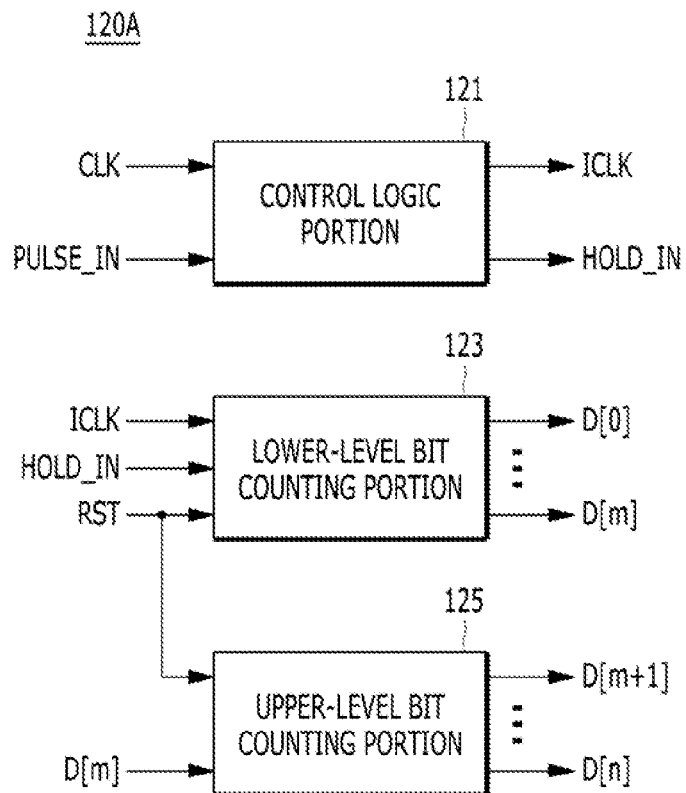 120A
121
CLK
PULSE_IN
CONTROL LOGIC
PORTION
ICLK
HOLD_IN
123
ICLK
HOLD_IN
RST
LOWER-LEVEL BIT
COUNTING PORTION
D[0]
D[m]
125
D[m]
UPPER-LEVEL BIT
COUNTING PORTION
D[m+1]
D[n]